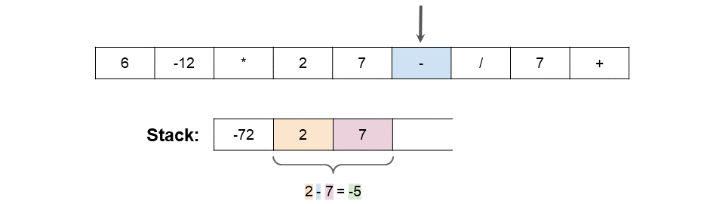 6 -12 * 2 7 - / 7 +
Stack: -72 2 7
2 - 7 = -5